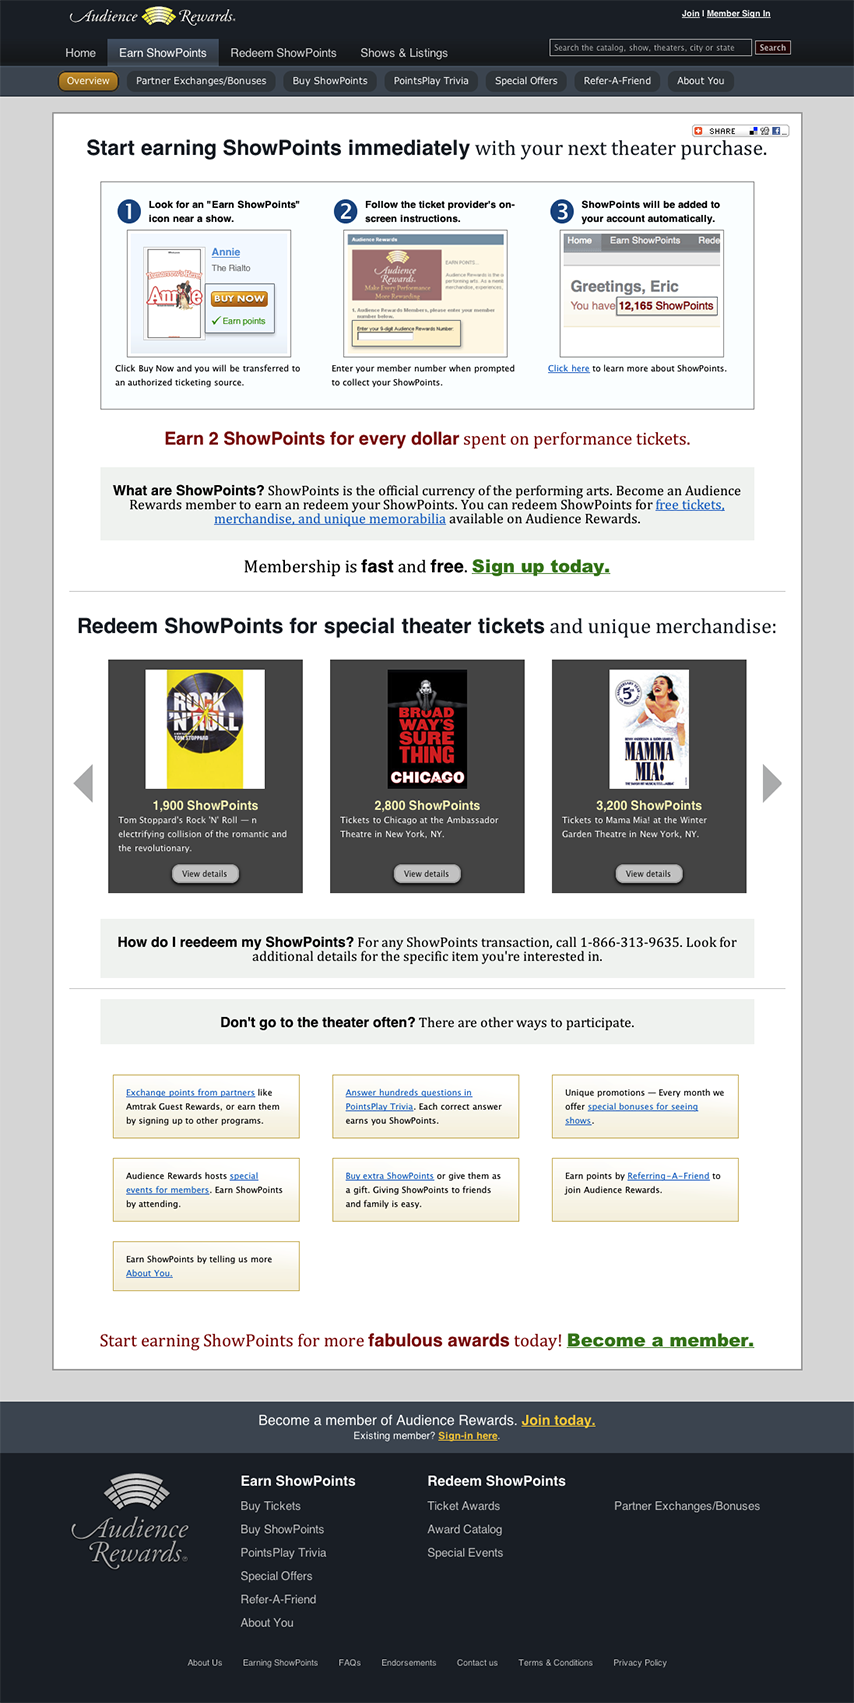 Audience Rewards®
Join | Member Sign In
Home Earn ShowPoints Redeem ShowPoints Shows & Listings
Search the catalog, show, theaters, city or state Search
Overview Partner Exchanges/Bonuses Buy ShowPoints PointsPlay Trivia Special Offers Refer-A-Friend About You
SHARE
Start earning ShowPoints immediately with your next theater purchase.
1 Look for an "Earn ShowPoints"
icon near a show.
Annie
The Rialto
Annie
BUY NOW
✓ Earn points
Click Buy Now and you will be transferred to
an authorized ticketing source.
2 Follow the ticket provider's on-
screen instructions.
Audience Rewards
Audience
Rewards
Make Every Performance
More Rewarding
EARN POINTS...
Audience Rewards is the o
performing arts. As a need
merchandise, experiences,
1. Audience Rewards Members, please enter your member
number below.
Enter your 9-digit Audience Rewards Number:
Enter your member number when prompted
to collect your ShowPoints.
3 ShowPoints will be added to
your account automatically.
Home Earn ShowPoints Rede
Greetings, Eric
You have 12,165 ShowPoints
Click here to learn more about ShowPoints.
Earn 2 ShowPoints for every dollar spent on performance tickets.
What are ShowPoints? ShowPoints is the official currency of the performing arts. Become an Audience
Rewards member to earn an redeem your ShowPoints. You can redeem ShowPoints for free tickets,
merchandise, and unique memorabilia available on Audience Rewards.
Membership is fast and free. Sign up today.
Redeem ShowPoints for special theater tickets and unique merchandise:
ROCK
'N' ROLL
TOM STOPPARD
1,900 ShowPoints
Tom Stoppard's Rock 'N' Roll — n
electrifying collision of the romantic and
the revolutionary.
View details
BROAD
WAY'S
SURE
THING
CHICAGO
2,800 ShowPoints
Tickets to Chicago at the Ambassador
Theatre in New York, NY.
View details
5
MAMMA
MIA!
3,200 ShowPoints
Tickets to Mama Mia! at the Winter
Garden Theatre in New York, NY.
View details
How do I reedeem my ShowPoints? For any ShowPoints transaction, call 1-866-313-9635. Look for
additional details for the specific item you're interested in.
Don't go to the theater often? There are other ways to participate.
Exchange points from partners like
Amtrak Guest Rewards, or earn them
by signing up to other programs.
Answer hundreds questions in
PointsPlay Trivia. Each correct answer
earns you ShowPoints.
Unique promotions — Every month we
offer special bonuses for seeing
shows.
Audience Rewards hosts special
events for members. Earn ShowPoints
by attending.
Buy extra ShowPoints or give them as
a gift. Giving ShowPoints to friends
and family is easy.
Earn points by Referring-A-Friend to
join Audience Rewards.
Earn ShowPoints by telling us more
About You.
Start earning ShowPoints for more fabulous awards today! Become a member.
Become a member of Audience Rewards. Join today.
Existing member? Sign-in here.
Audience
Rewards®
Earn ShowPoints
Buy Tickets
Buy ShowPoints
PointsPlay Trivia
Special Offers
Refer-A-Friend
About You
Redeem ShowPoints
Ticket Awards
Award Catalog
Special Events
Partner Exchanges/Bonuses
About Us Earning ShowPoints FAQs Endorsements Contact us Terms & Conditions Privacy Policy